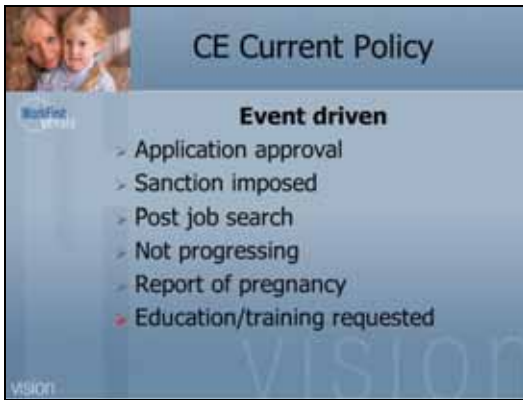 CE Current Policy
WorkFirst
Event driven
Application approval
Sanction imposed
Post job search
Not progressing
Report of pregnancy
Education/training requested
vision
vision